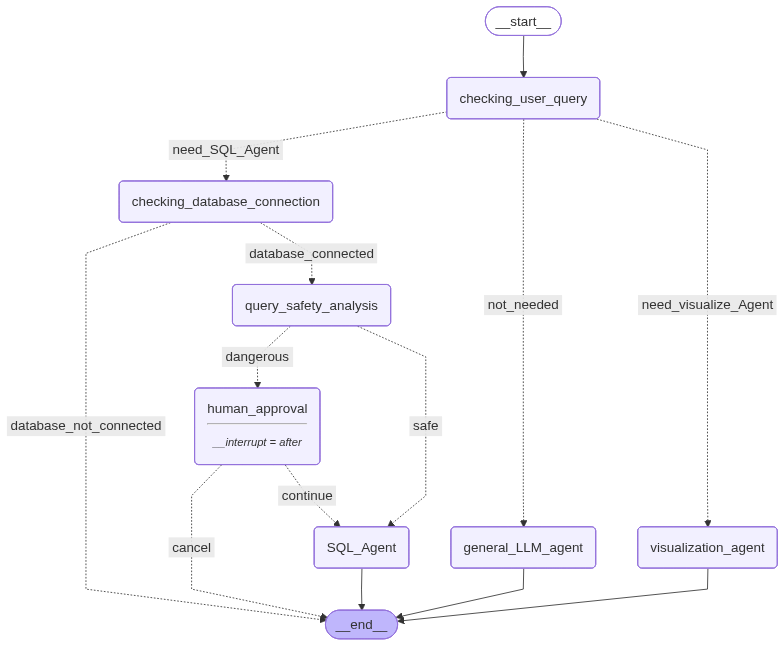 __start__
checking_user_query
need_SQL_Agent
checking_database_connection
database_connected
query_safety_analysis
not_needed
need_visualize_Agent
dangerous
human_approval
__interrupt = after
database_not_connected
safe
continue
cancel
SQL_Agent
general_LLM_agent
visualization_agent
__end__